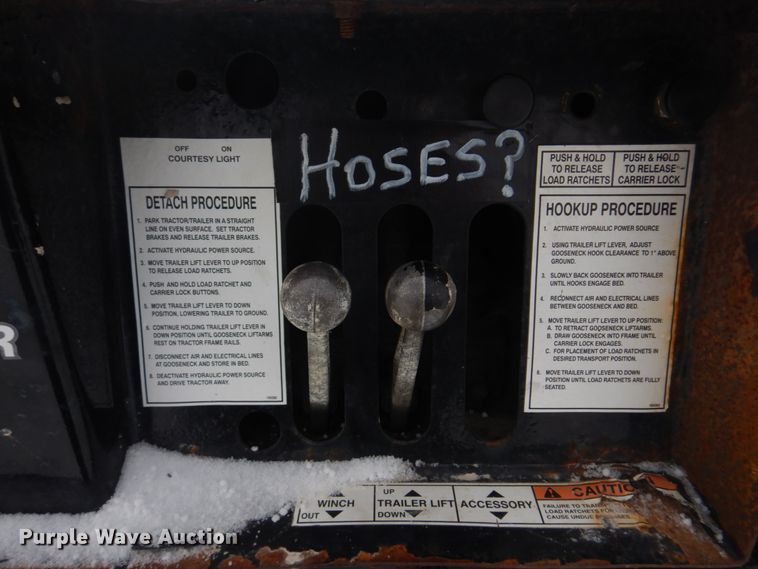 OFF ON
COURTESY LIGHT
DETACH PROCEDURE
1. PARK TRACTOR/TRAILER IN A STRAIGHT
LINE ON EVEN SURFACE. SET TRACTOR
BRAKES AND RELEASE TRAILER BRAKES.
2. ACTIVATE HYDRAULIC POWER SOURCE.
3. MOVE TRAILER LIFT LEVER TO UP POSITION
TO RELEASE LOAD RATCHETS.
4. PUSH AND HOLD LOAD RATCHET AND
CARRIER LOCK BUTTONS.
5. MOVE TRAILER LIFT LEVER TO DOWN
POSITION, LOWERING TRAILER TO GROUND.
6. CONTINUE HOLDING TRAILER LIFT LEVER IN
DOWN POSITION UNTIL GOOSENECK LIFTARMS
REST ON TRACTOR FRAME RAILS.
7. DISCONNECT AIR AND ELECTRICAL LINES
AT GOOSENECK AND STORE IN BED.
8. DEACTIVATE HYDRAULIC POWER SOURCE
AND DRIVE TRACTOR AWAY.
HOSES?
PUSH & HOLD
TO RELEASE
LOAD RATCHETS
PUSH & HOLD
TO RELEASE
CARRIER LOCK
HOOKUP PROCEDURE
1. ACTIVATE HYDRAULIC POWER SOURCE
2. USING TRAILER LIFT LEVER, ADJUST
GOOSENECK HOOK CLEARANCE TO 1" ABOVE
GROUND.
3. SLOWLY BACK GOOSENECK INTO TRAILER
UNTIL HOOKS ENGAGE BED.
4. RECONNECT AIR AND ELECTRICAL LINES
BETWEEN GOOSENECK AND BED.
5. MOVE TRAILER LIFT LEVER TO UP POSITION:
A. TO RETRACT GOOSENECK LIFTARMS.
B. DRAW GOOSENECK INTO FRAME UNTIL
CARRIER LOCK ENGAGES.
C. FOR PLACEMENT OF LOAD RATCHETS IN
DESIRED TRANSPORT POSITION.
6. MOVE TRAILER LIFT LEVER TO DOWN
POSITION UNTIL LOAD RATCHETS ARE FULLY
SEATED.
R
IN
WINCH
OUT
UP
TRAILER LIFT
DOWN
ACCESSORY
CAUTION
FAILURE TO
LOAD RATCHETS FOR
CAUSE UNDUE
Purple Wave Auction